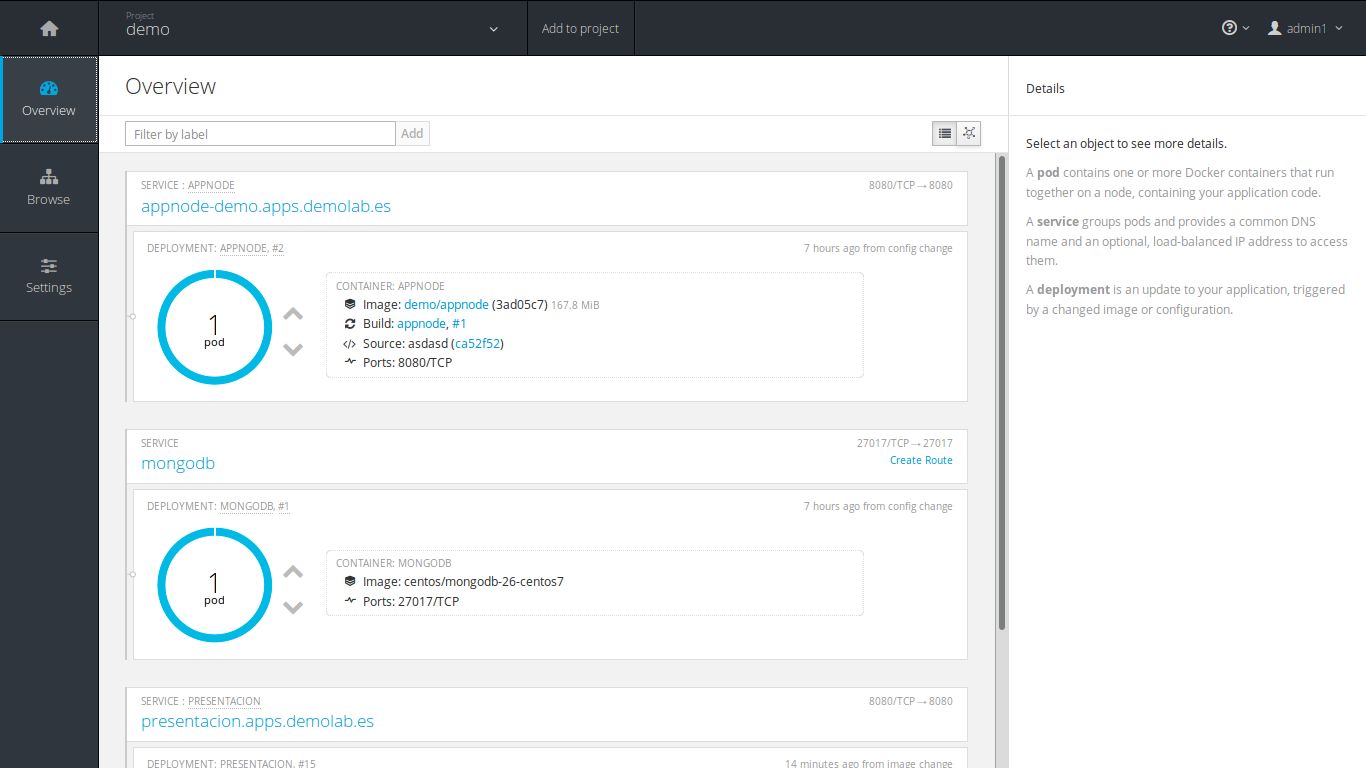 Project
demo
Add to project
admin1
Overview
Browse
Settings
Overview
Filter by label
Add
SERVICE : APPNODE
8080/TCP → 8080
appnode-demo.apps.demolab.es
DEPLOYMENT: APPNODE, #2
7 hours ago from config change
1
pod
CONTAINER: APPNODE
Image: demo/appnode (3ad05c7) 167.8 MiB
Build: appnode, #1
Source: asdasd (ca52f52)
Ports: 8080/TCP
SERVICE
27017/TCP → 27017
mongodb
Create Route
DEPLOYMENT: MONGODB, #1
7 hours ago from config change
1
pod
CONTAINER: MONGODB
Image: centos/mongodb-26-centos7
Ports: 27017/TCP
SERVICE : PRESENTACION
8080/TCP → 8080
presentacion.apps.demolab.es
DEPLOYMENT: PRESENTACION, #15
14 minutes ago from image change
Details
Select an object to see more details.
A pod contains one or more Docker containers that run
together on a node, containing your application code.
A service groups pods and provides a common DNS
name and an optional, load-balanced IP address to access
them.
A deployment is an update to your application, triggered
by a changed image or configuration.